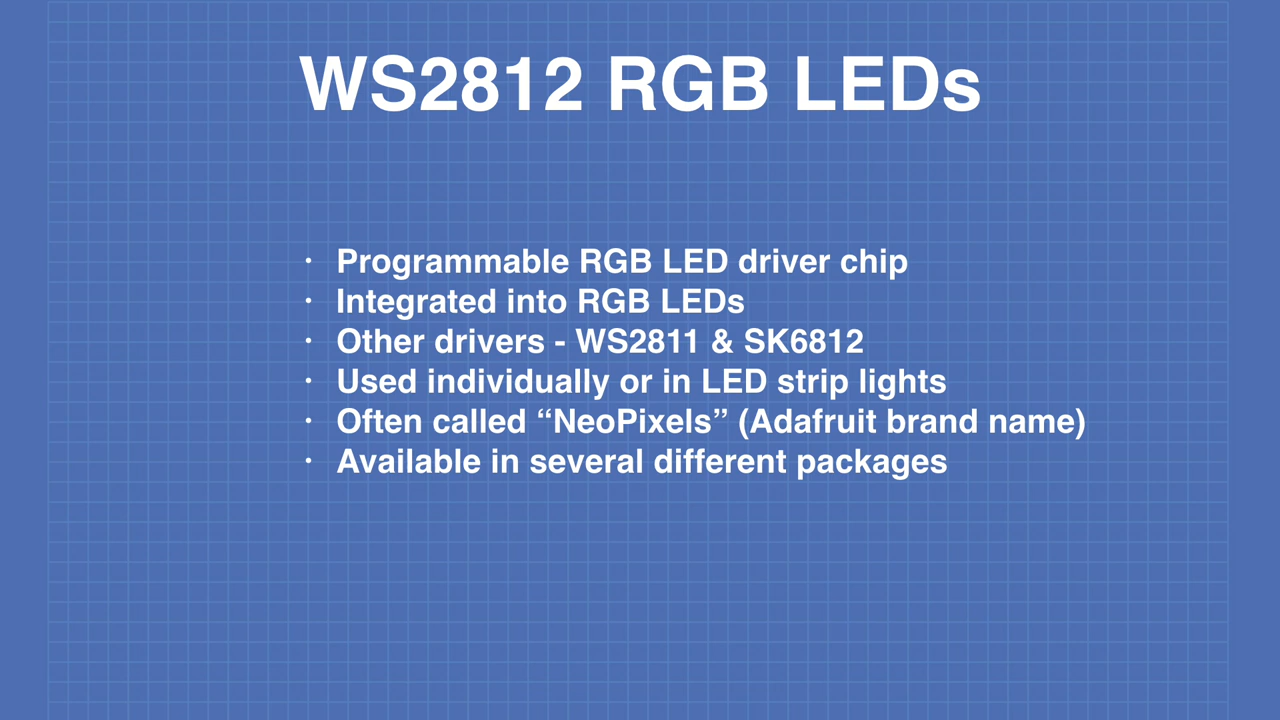 WS2812 RGB LEDs
· Programmable RGB LED driver chip
· Integrated into RGB LEDs
· Other drivers - WS2811 & SK6812
· Used individually or in LED strip lights
· Often called “NeoPixels” (Adafruit brand name)
· Available in several different packages